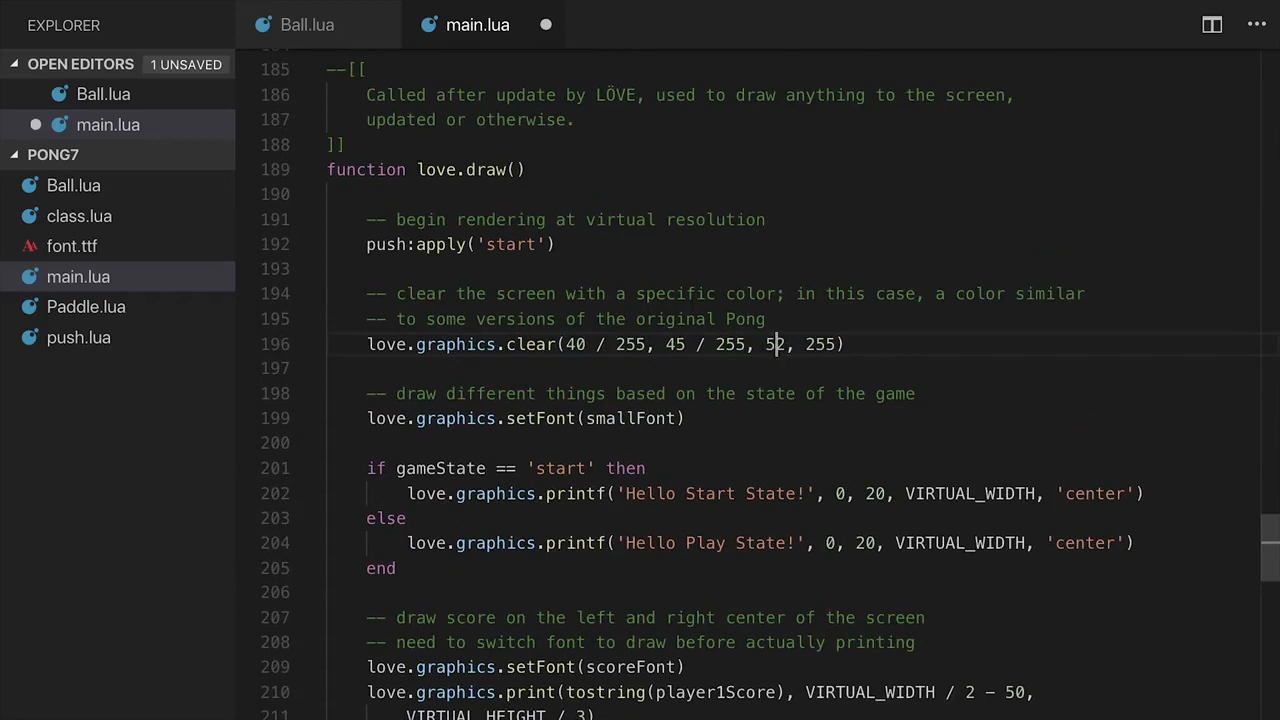 EXPLORER
Ball.lua
main.lua
OPEN EDITORS 1 UNSAVED
Ball.lua
main.lua
PONG7
Ball.lua
class.lua
font.ttf
main.lua
Paddle.lua
push.lua
185 --[[
186 Called after update by LÖVE, used to draw anything to the screen,
187 updated or otherwise.
188 ]]
189 function love.draw()
190
191 -- begin rendering at virtual resolution
192 push:apply('start')
193
194 -- clear the screen with a specific color; in this case, a color similar
195 -- to some versions of the original Pong
196 love.graphics.clear(40 / 255, 45 / 255, 52, 255)
197
198 -- draw different things based on the state of the game
199 love.graphics.setFont(smallFont)
200
201 if gameState == 'start' then
202 love.graphics.printf('Hello Start State!', 0, 20, VIRTUAL_WIDTH, 'center')
203 else
204 love.graphics.printf('Hello Play State!', 0, 20, VIRTUAL_WIDTH, 'center')
205 end
206
207 -- draw score on the left and right center of the screen
208 -- need to switch font to draw before actually printing
209 love.graphics.setFont(scoreFont)
210 love.graphics.print(tostring(player1Score), VIRTUAL_WIDTH / 2 - 50,
211 VIRTUAL_HEIGHT / 3)